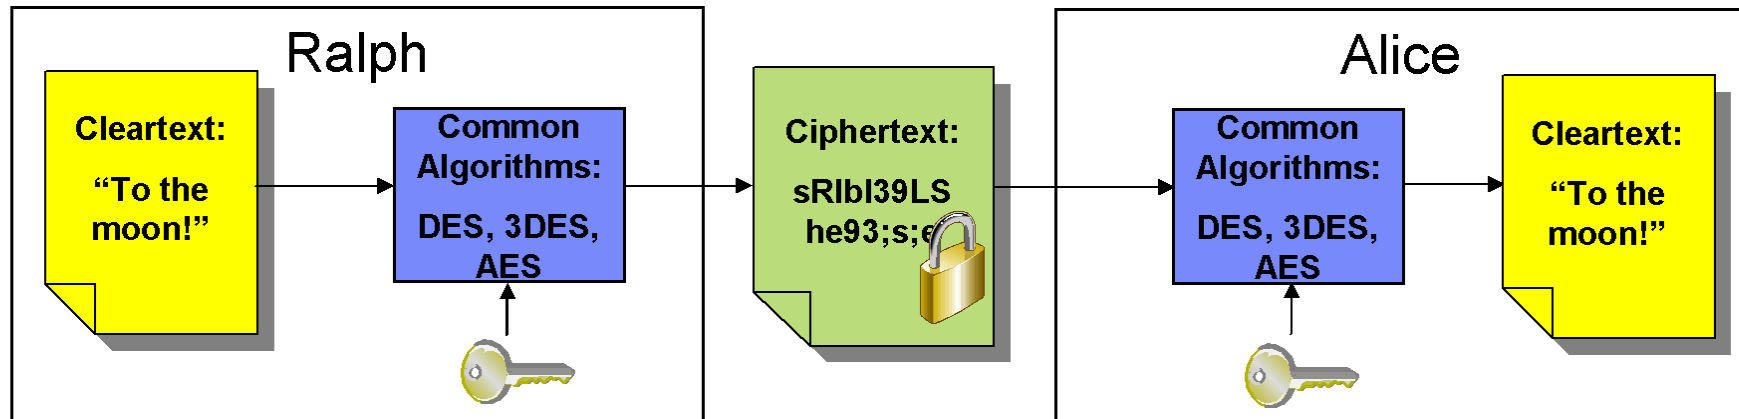 Ralph
Cleartext:
“To the
moon!”
Common
Algorithms:
DES, 3DES,
AES
Ciphertext:
sRlbl39LS
he93;s;e
Alice
Common
Algorithms:
DES, 3DES,
AES
Cleartext:
“To the
moon!”